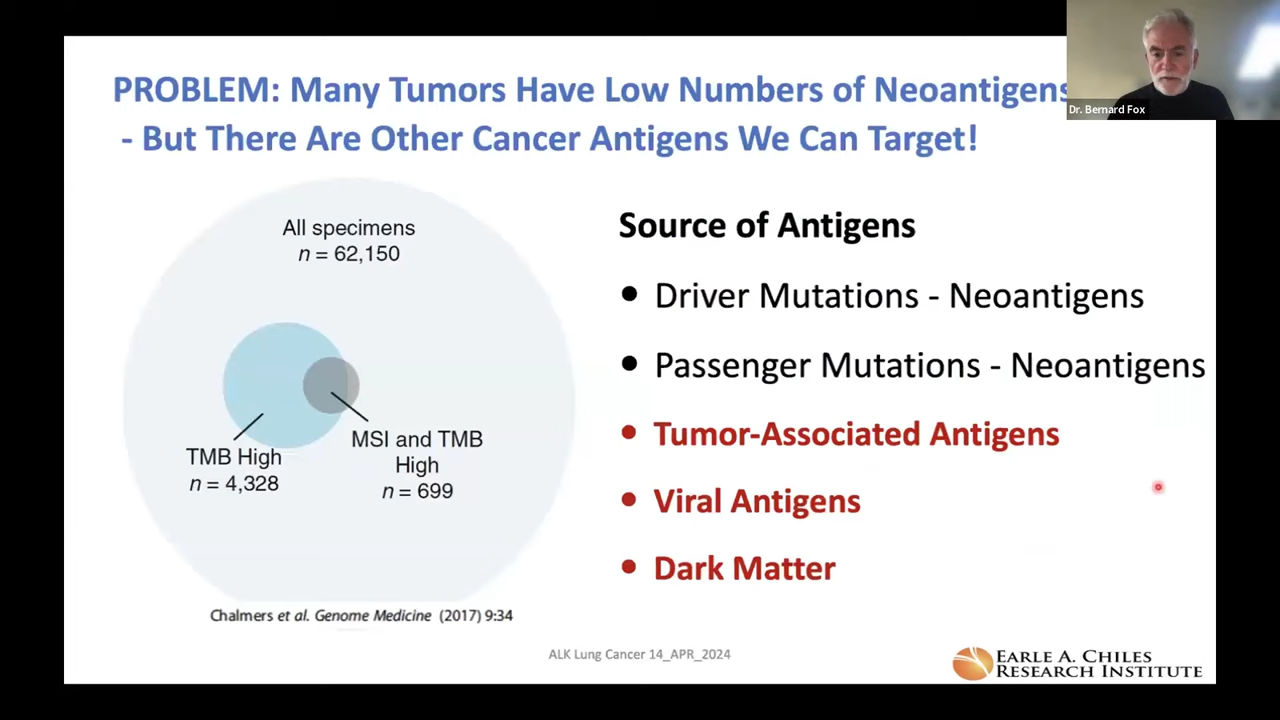 PROBLEM: Many Tumors Have Low Numbers of Neoantigens
- But There Are Other Cancer Antigens We Can Target!
Dr. Bernard Fox
All specimens
n = 62,150
TMB High
n = 4,328
MSI and TMB
High
n = 699
Chalmers et al. Genome Medicine (2017) 9:34
Source of Antigens
• Driver Mutations - Neoantigens
• Passenger Mutations - Neoantigens
• Tumor-Associated Antigens
• Viral Antigens
• Dark Matter
ALK Lung Cancer 14_APR_2024
EARLE A. CHILES
RESEARCH INSTITUTE